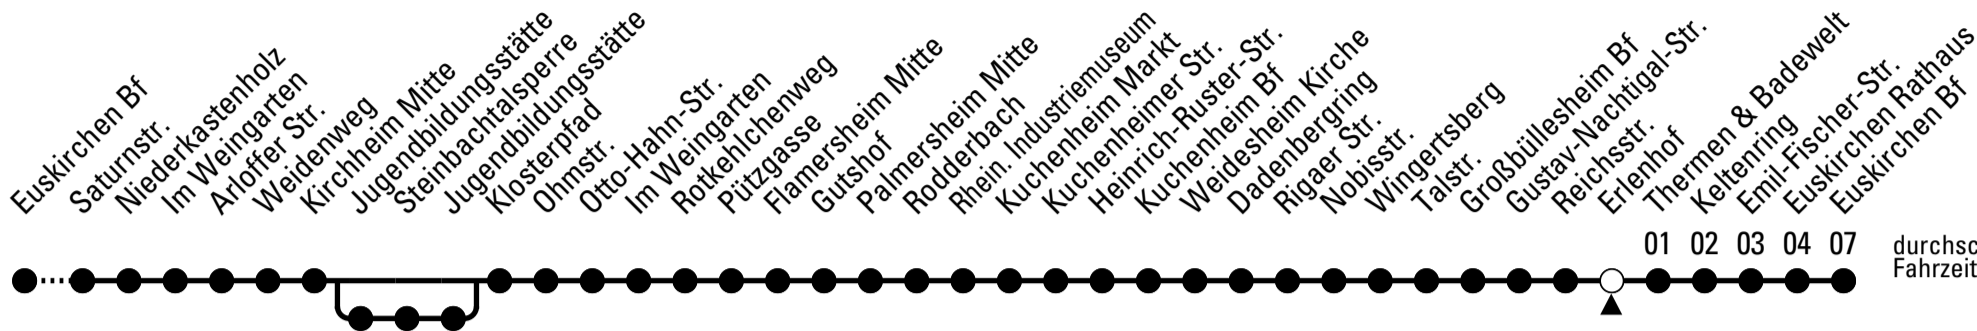 Euskirchen Bf
Saturnstr.
Niederkastenholz
Im Weingarten
Arloffer Str.
Weidenweg
Kirchheim Mitte
Jugendbildungsstätte
Steinbachtalsperre
Jugendbildungsstätte
Klosterpfad
Ohmstr.
Otto-Hahn-Str.
Im Weingarten
Rotkehlchenweg
Pützgasse
Flamersheim Mitte
Gutshof
Palmersheim Mitte
Rodderbach
Rhein. Industriemuseum
Kuchenheim Markt
Kuchenheimer Str.
Heinrich-Ruster-Str.
Kuchenheim Bf
Weidesheim Kirche
Dadenbergring
Rigaer Str.
Nobisstr.
Wingertsberg
Talstr.
Großbüllesheim Bf
Gustav-Nachtigal-Str.
Reichsstr.
Erlenhof
Thermen & Badewelt
Keltenring
Emil-Fischer-Str.
Euskirchen Rathaus
Euskirchen Bf
01 02 03 04 07
Fahrzeit